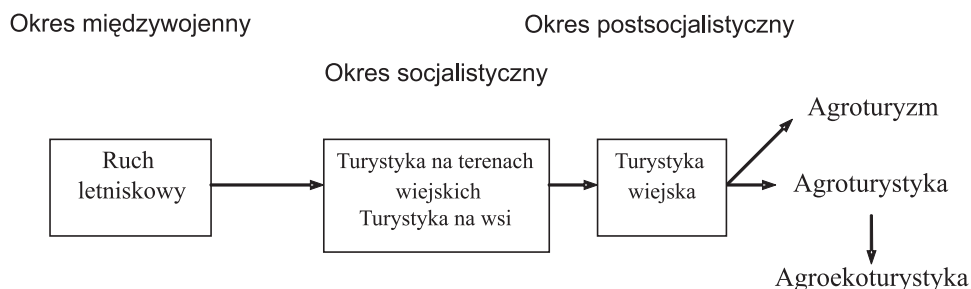 Okres międzywojenny
Okres postsocjalistyczny
Okres socjalistyczny
Ruch
letniskowy
Turystyka na terenach
wiejskich
Turystyka na wsi
Turystyka
wiejska
Agroturyzm
Agroturystyka
Agroekoturystyka